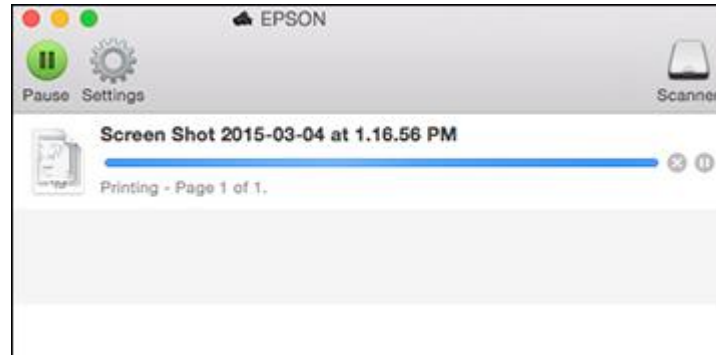 EPSON
Pause Settings Scanner
Screen Shot 2015-03-04 at 1.16.56 PM
Printing - Page 1 of 1.